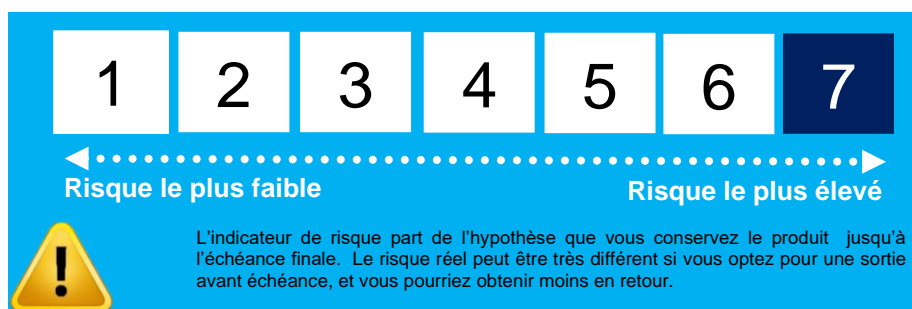 1 2 3 4 5 6 7
Risque le plus faible Risque le plus élevé
L'indicateur de risque part de l'hypothèse que vous conservez le produit jusqu'à
l'échéance finale. Le risque réel peut être très différent si vous optez pour une sortie
avant échéance, et vous pourriez obtenir moins en retour.